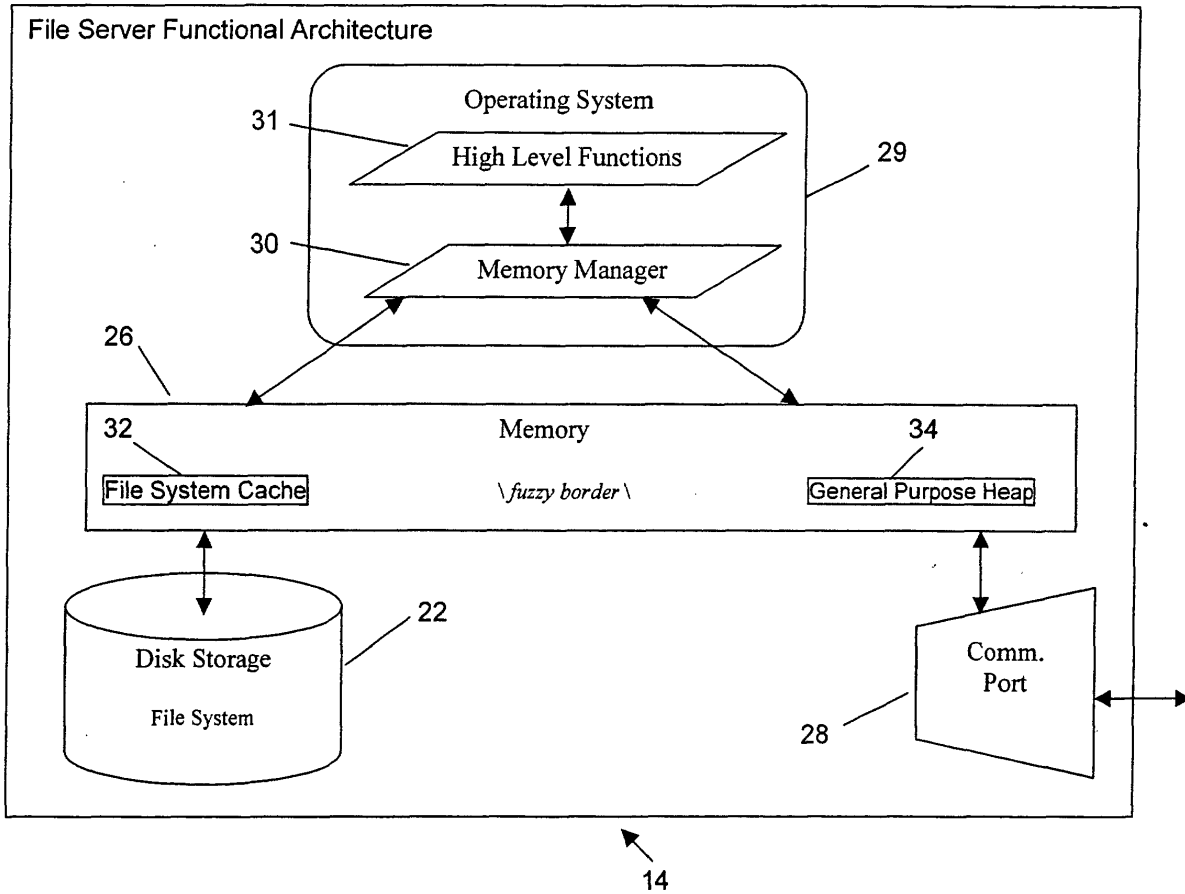 File Server Functional Architecture
Operating System
31
High Level Functions
29
30
Memory Manager
26
32
Memory
34
File System Cache
\ fuzzy border \
General Purpose Heap
22
Disk Storage
File System
Comm.
Port
28
14